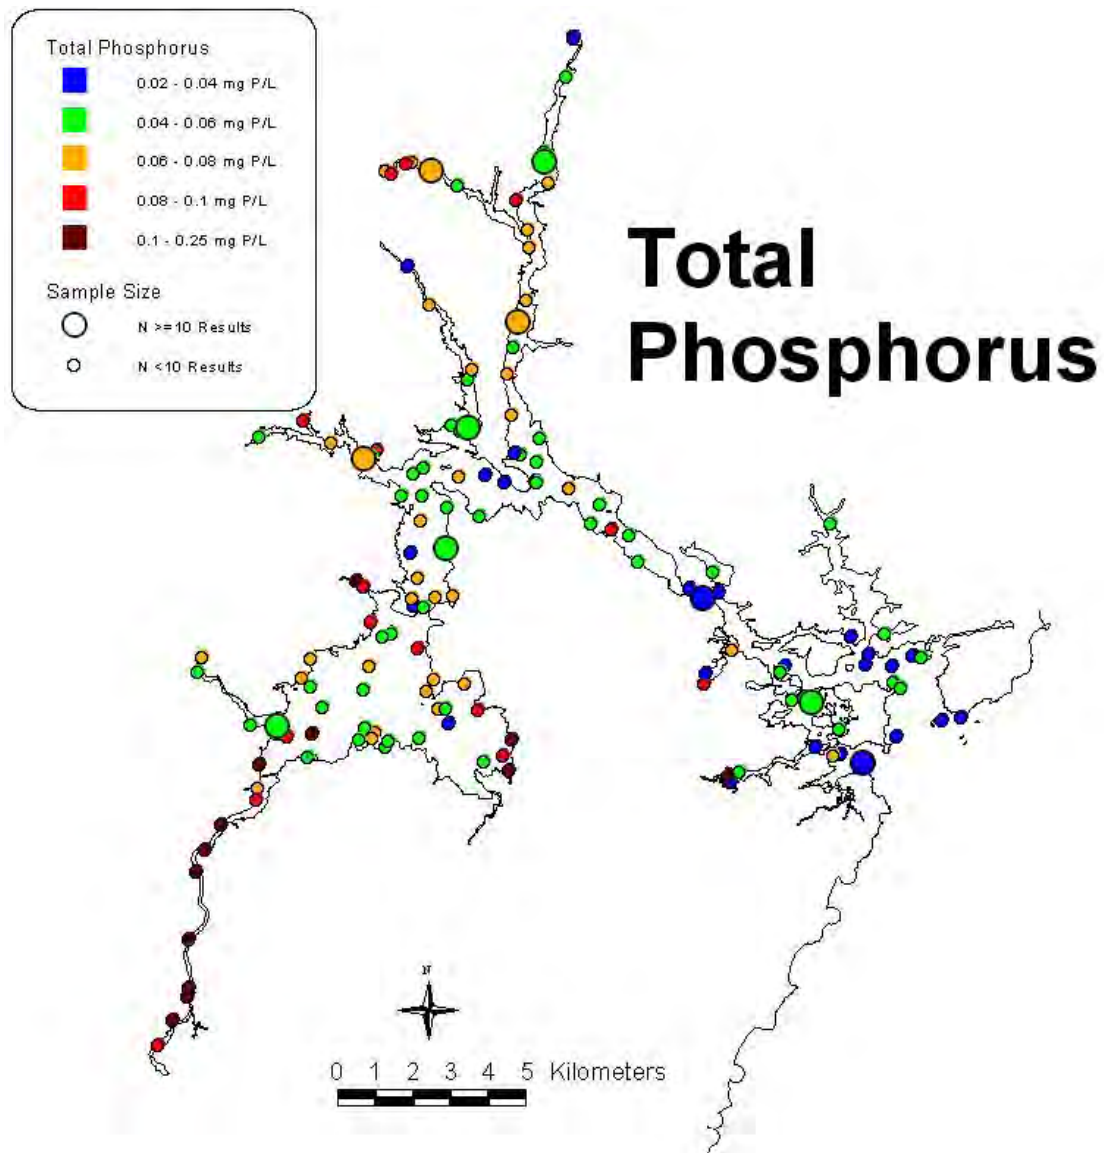 Total Phosphorus
0.02 - 0.04 mg P/L
0.04 - 0.06 mg P/L
0.06 - 0.08 mg P/L
0.08 - 0.1 mg P/L
0.1 - 0.25 mg P/L
Sample Size
N >=10 Results
N <10 Results
Total
Phosphorus
N
0 1 2 3 4 5 Kilometers